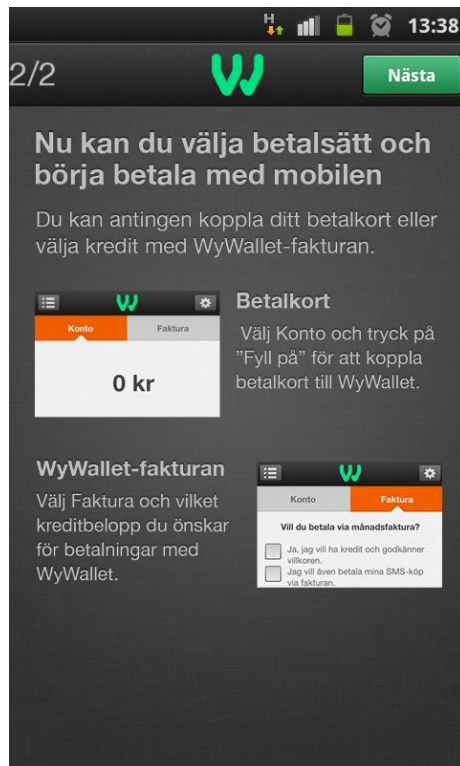 H
13:38
2/2
Nästa
Nu kan du välja betalsätt och
börja betala med mobilen
Du kan antingen koppla ditt betalkort eller
välja kredit med WyWallet-fakturan.
Konto
Faktura
0 kr
Betalkort
Välj Konto och tryck på
"Fyll på" för att koppla
betalkort till WyWallet.
WyWallet-fakturan
Välj Faktura och vilket
kreditbelopp du önskar
för betalningar med
WyWallet.
Konto
Faktura
Vill du betala via månadsfaktura?
Ja, jag vill ha kredit och godkänner
villkoren.
Jag vill även betala mina SMS-köp
via fakturan.